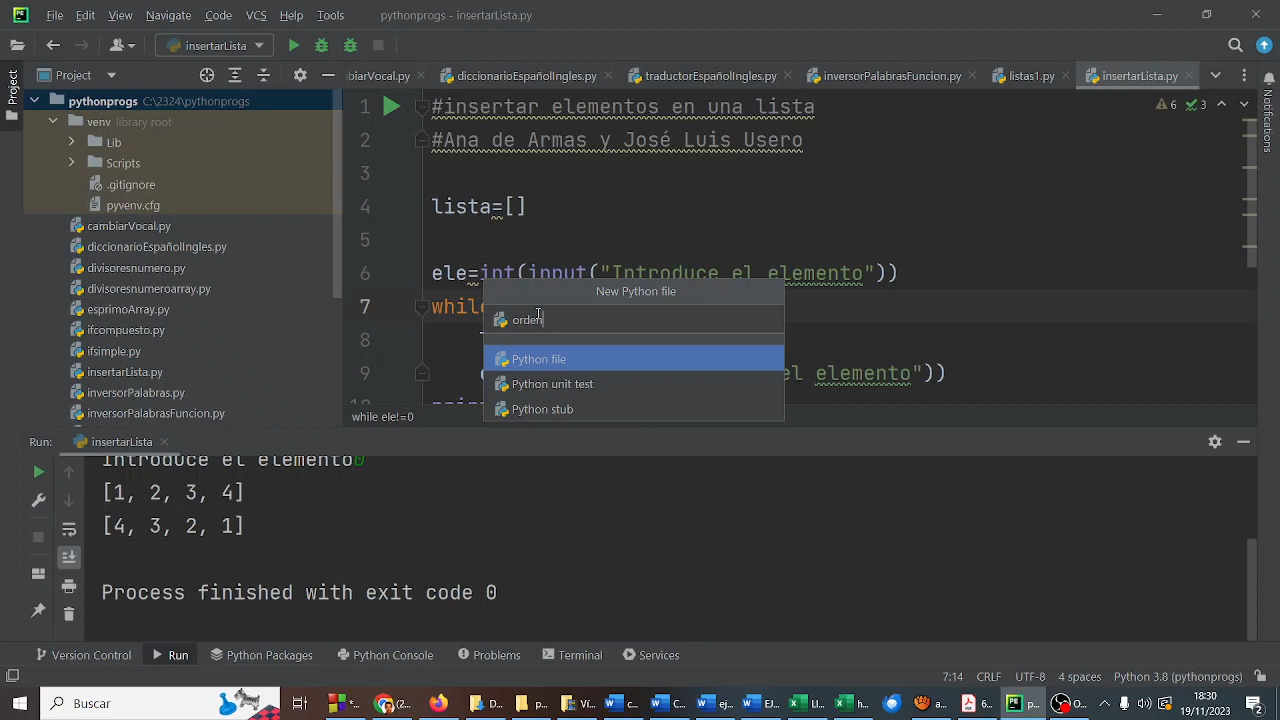 File Edit View Navigate Code VCS Help Tools pythonprogs - insertarLista.py
insertarLista
Project
Project
biarVocal.py diccionarioEspañolIngles.py traductorEspañolIngles.py inversorPalabrasFuncion.py listas1.py insertarLista.py
Notifications
pythonprogs C:\2324\pythonprogs
venv library root
Lib
Scripts
.gitignore
pyvenv.cfg
cambiarVocal.py
diccionarioEspañolIngles.py
divisoresnumero.py
divisoresnumeroarray.py
esprimoArray.py
ifcompuesto.py
ifsimple.py
insertarLista.py
inversorPalabras.py
inversorPalabrasFuncion.py
6 3
1 #insertar elementos en una lista
2 #Ana de Armas y José Luis Usero
3
4 lista=[]
5
6 ele=int(input("Introduce el elemento"))
7 while
8
9 el elemento"))
while ele!=0
New Python file
orden
Python file
Python unit test
Python stub
Run: insertarLista
Introduce el elemento0
[1, 2, 3, 4]
[4, 3, 2, 1]
Process finished with exit code 0
Version Control Run Python Packages Python Console Problems Terminal Services
7:14 CRLF UTF-8 4 spaces Python 3.8 (pythonprogs)
Buscar
18:30
19/11/2023
2